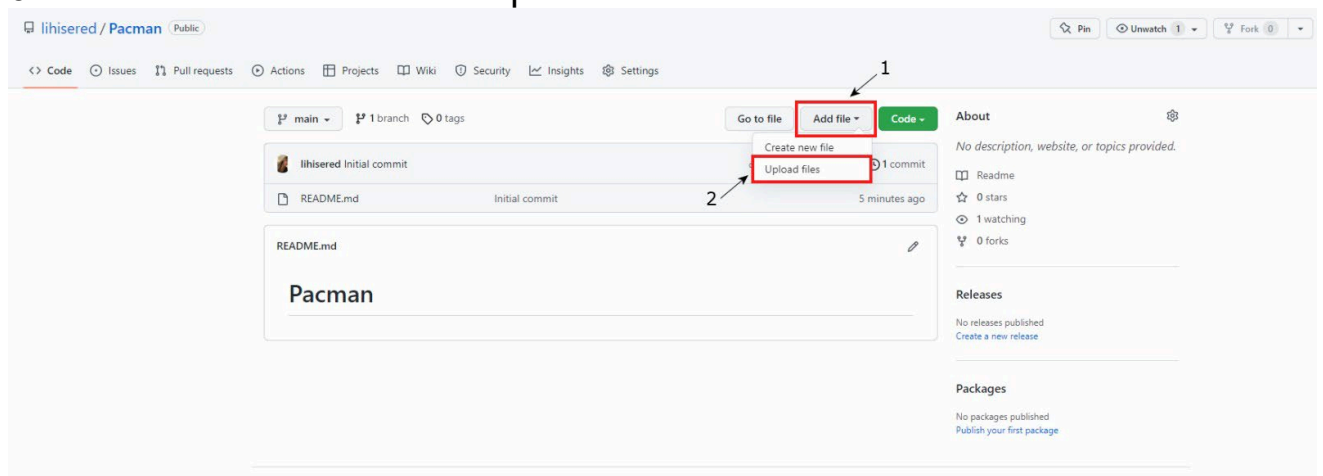 lihisered / Pacman Public
Pin
Unwatch 1
Fork 0
<> Code
Issues
Pull requests
Actions
Projects
Wiki
Security
Insights
Settings
1
main
1 branch
0 tags
Go to file
Add file
Code
Create new file
Upload files
2
lihisered Initial commit
1 commit
README.md
Initial commit
5 minutes ago
README.md
Pacman
About
No description, website, or topics provided.
Readme
0 stars
1 watching
0 forks
Releases
No releases published
Create a new release
Packages
No packages published
Publish your first package